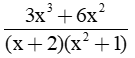 3x³ + 6x²
(x + 2)(x² + 1)